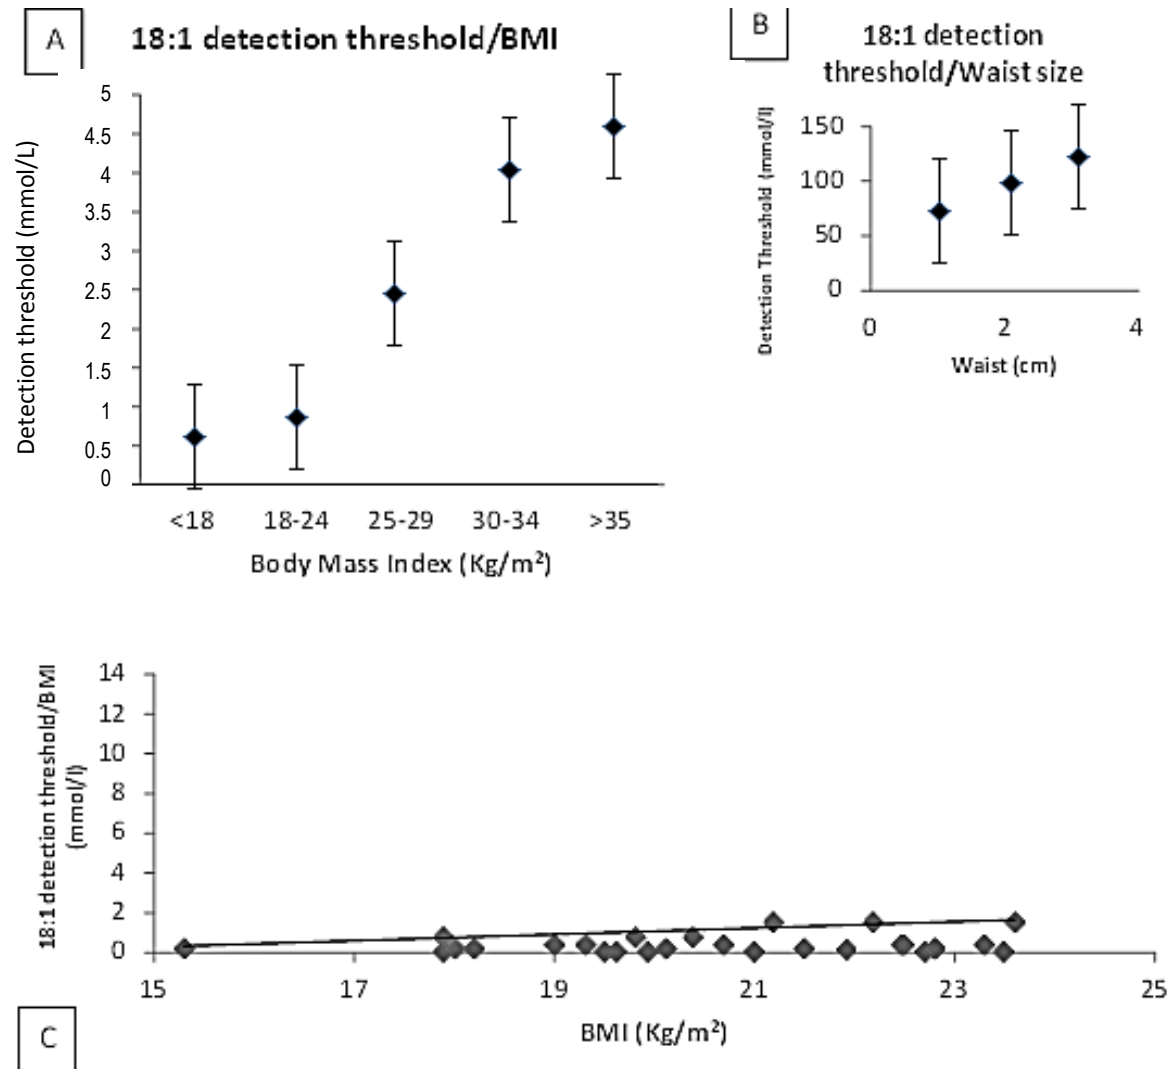 A
18:1 detection threshold/BMI
Detection threshold (mmol/L)
5
4.5
4
3.5
3
2.5
2
1.5
1
0.5
0
<18 18-24 25-29 30-34 >35
Body Mass Index (Kg/m²)
B
18:1 detection
threshold/Waist size
Detection Threshold (mmol/l)
150
100
50
0
0 2 4
Waist (cm)
18:1 detection threshold/BMI
(mmol/l)
14
12
10
8
6
4
2
0
15 17 19 21 23 25
BMI (Kg/m²)
C